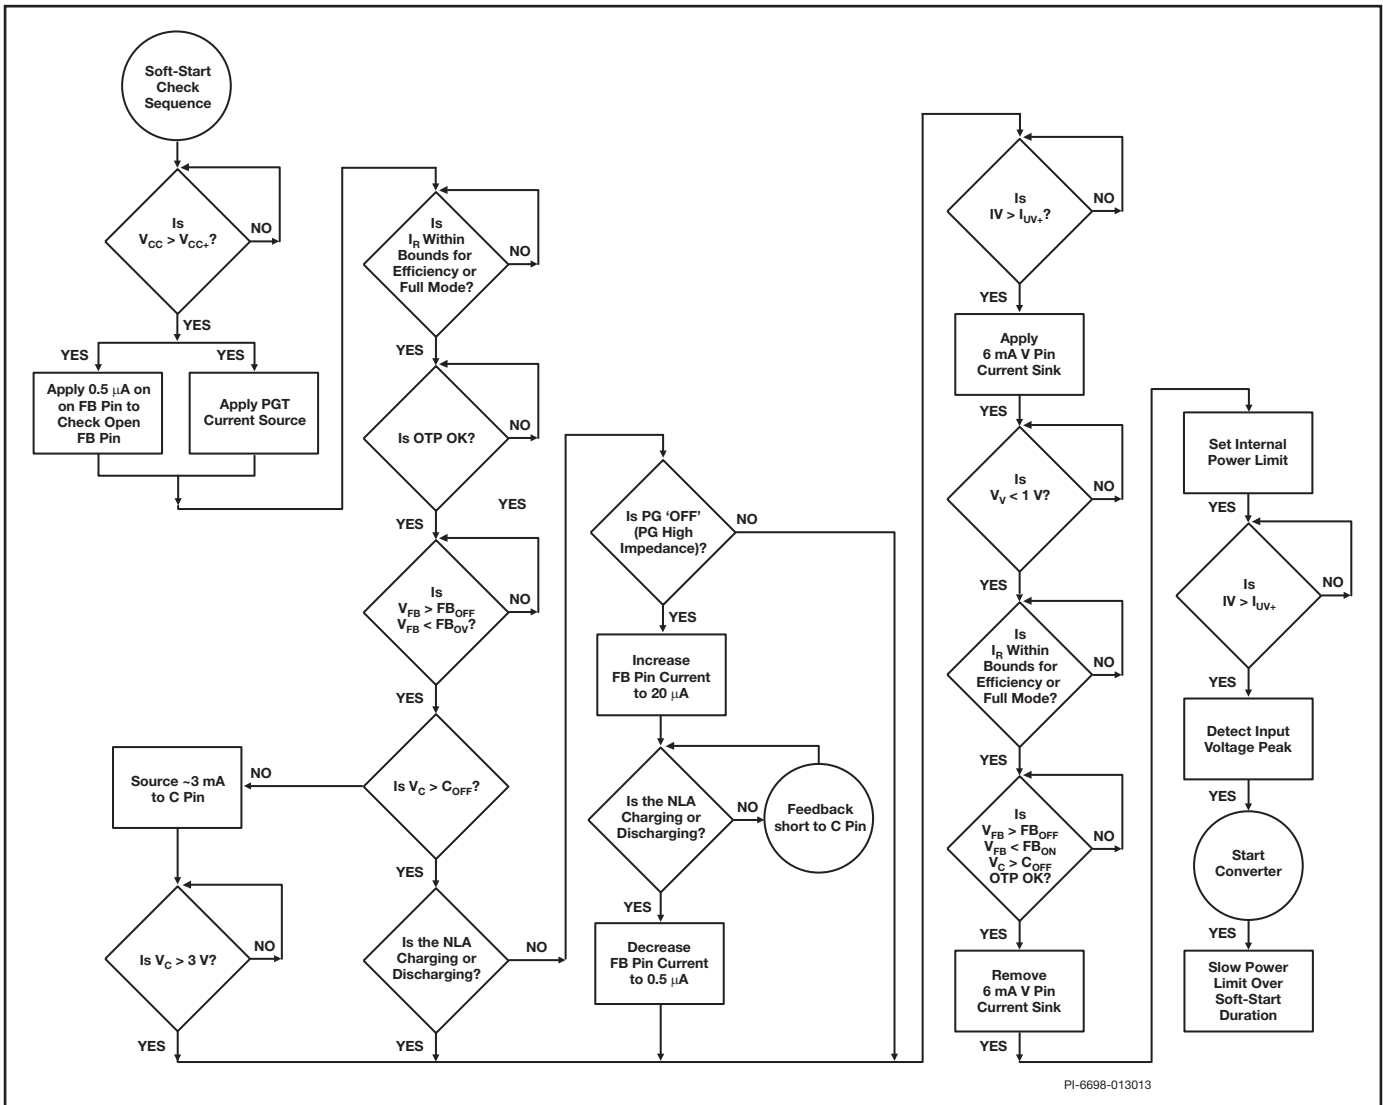 Soft-Start
Check
Sequence
Is
V_CC > V_CC+?
NO
YES
YES
YES
Apply 0.5 μA on
on FB Pin to
Check Open
FB Pin
Apply PGT
Current Source
Is
I_R Within
Bounds for
Efficiency or
Full Mode?
NO
YES
Is OTP OK?
NO
YES
YES
Is
V_FB > FB_OFF
V_FB < FB_OV?
NO
YES
Is V_C > C_OFF?
NO
Source ~3 mA
to C Pin
Is V_C > 3 V?
NO
YES
YES
Is the NLA
Charging or
Discharging?
NO
YES
Is PG 'OFF'
(PG High
Impedance)?
NO
YES
Increase
FB Pin Current
to 20 μA
Is the NLA
Charging or
Discharging?
NO
Feedback
short to C Pin
YES
Decrease
FB Pin Current
to 0.5 μA
Is
IV > I_UV+?
NO
YES
Apply
6 mA V Pin
Current Sink
YES
Is
V_V < 1 V?
NO
YES
Is
I_R Within
Bounds for
Efficiency or
Full Mode?
NO
YES
Is
V_FB > FB_OFF
V_FB < FB_ON
V_C > C_OFF
OTP OK?
NO
YES
Remove
6 mA V Pin
Current Sink
YES
Set Internal
Power Limit
YES
Is
IV > I_UV+
NO
YES
Detect Input
Voltage Peak
YES
Start
Converter
YES
Slow Power
Limit Over
Soft-Start
Duration
PI-6698-013013